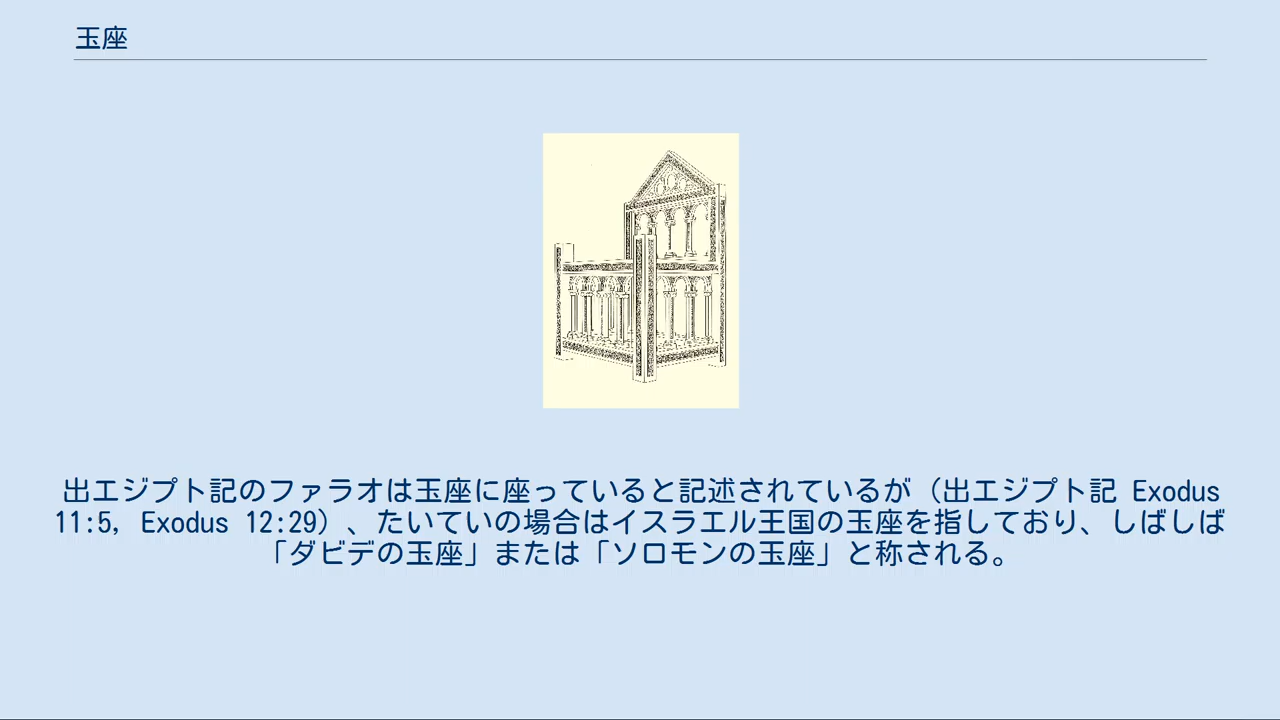 玉座
出エジプト記のファラオは玉座に座っていると記述されているが（出エジプト記 Exodus
11:5, Exodus 12:29）、たいていの場合はイスラエル王国の玉座を指しており、しばしば
「ダビデの玉座」または「ソロモンの玉座」と称される。